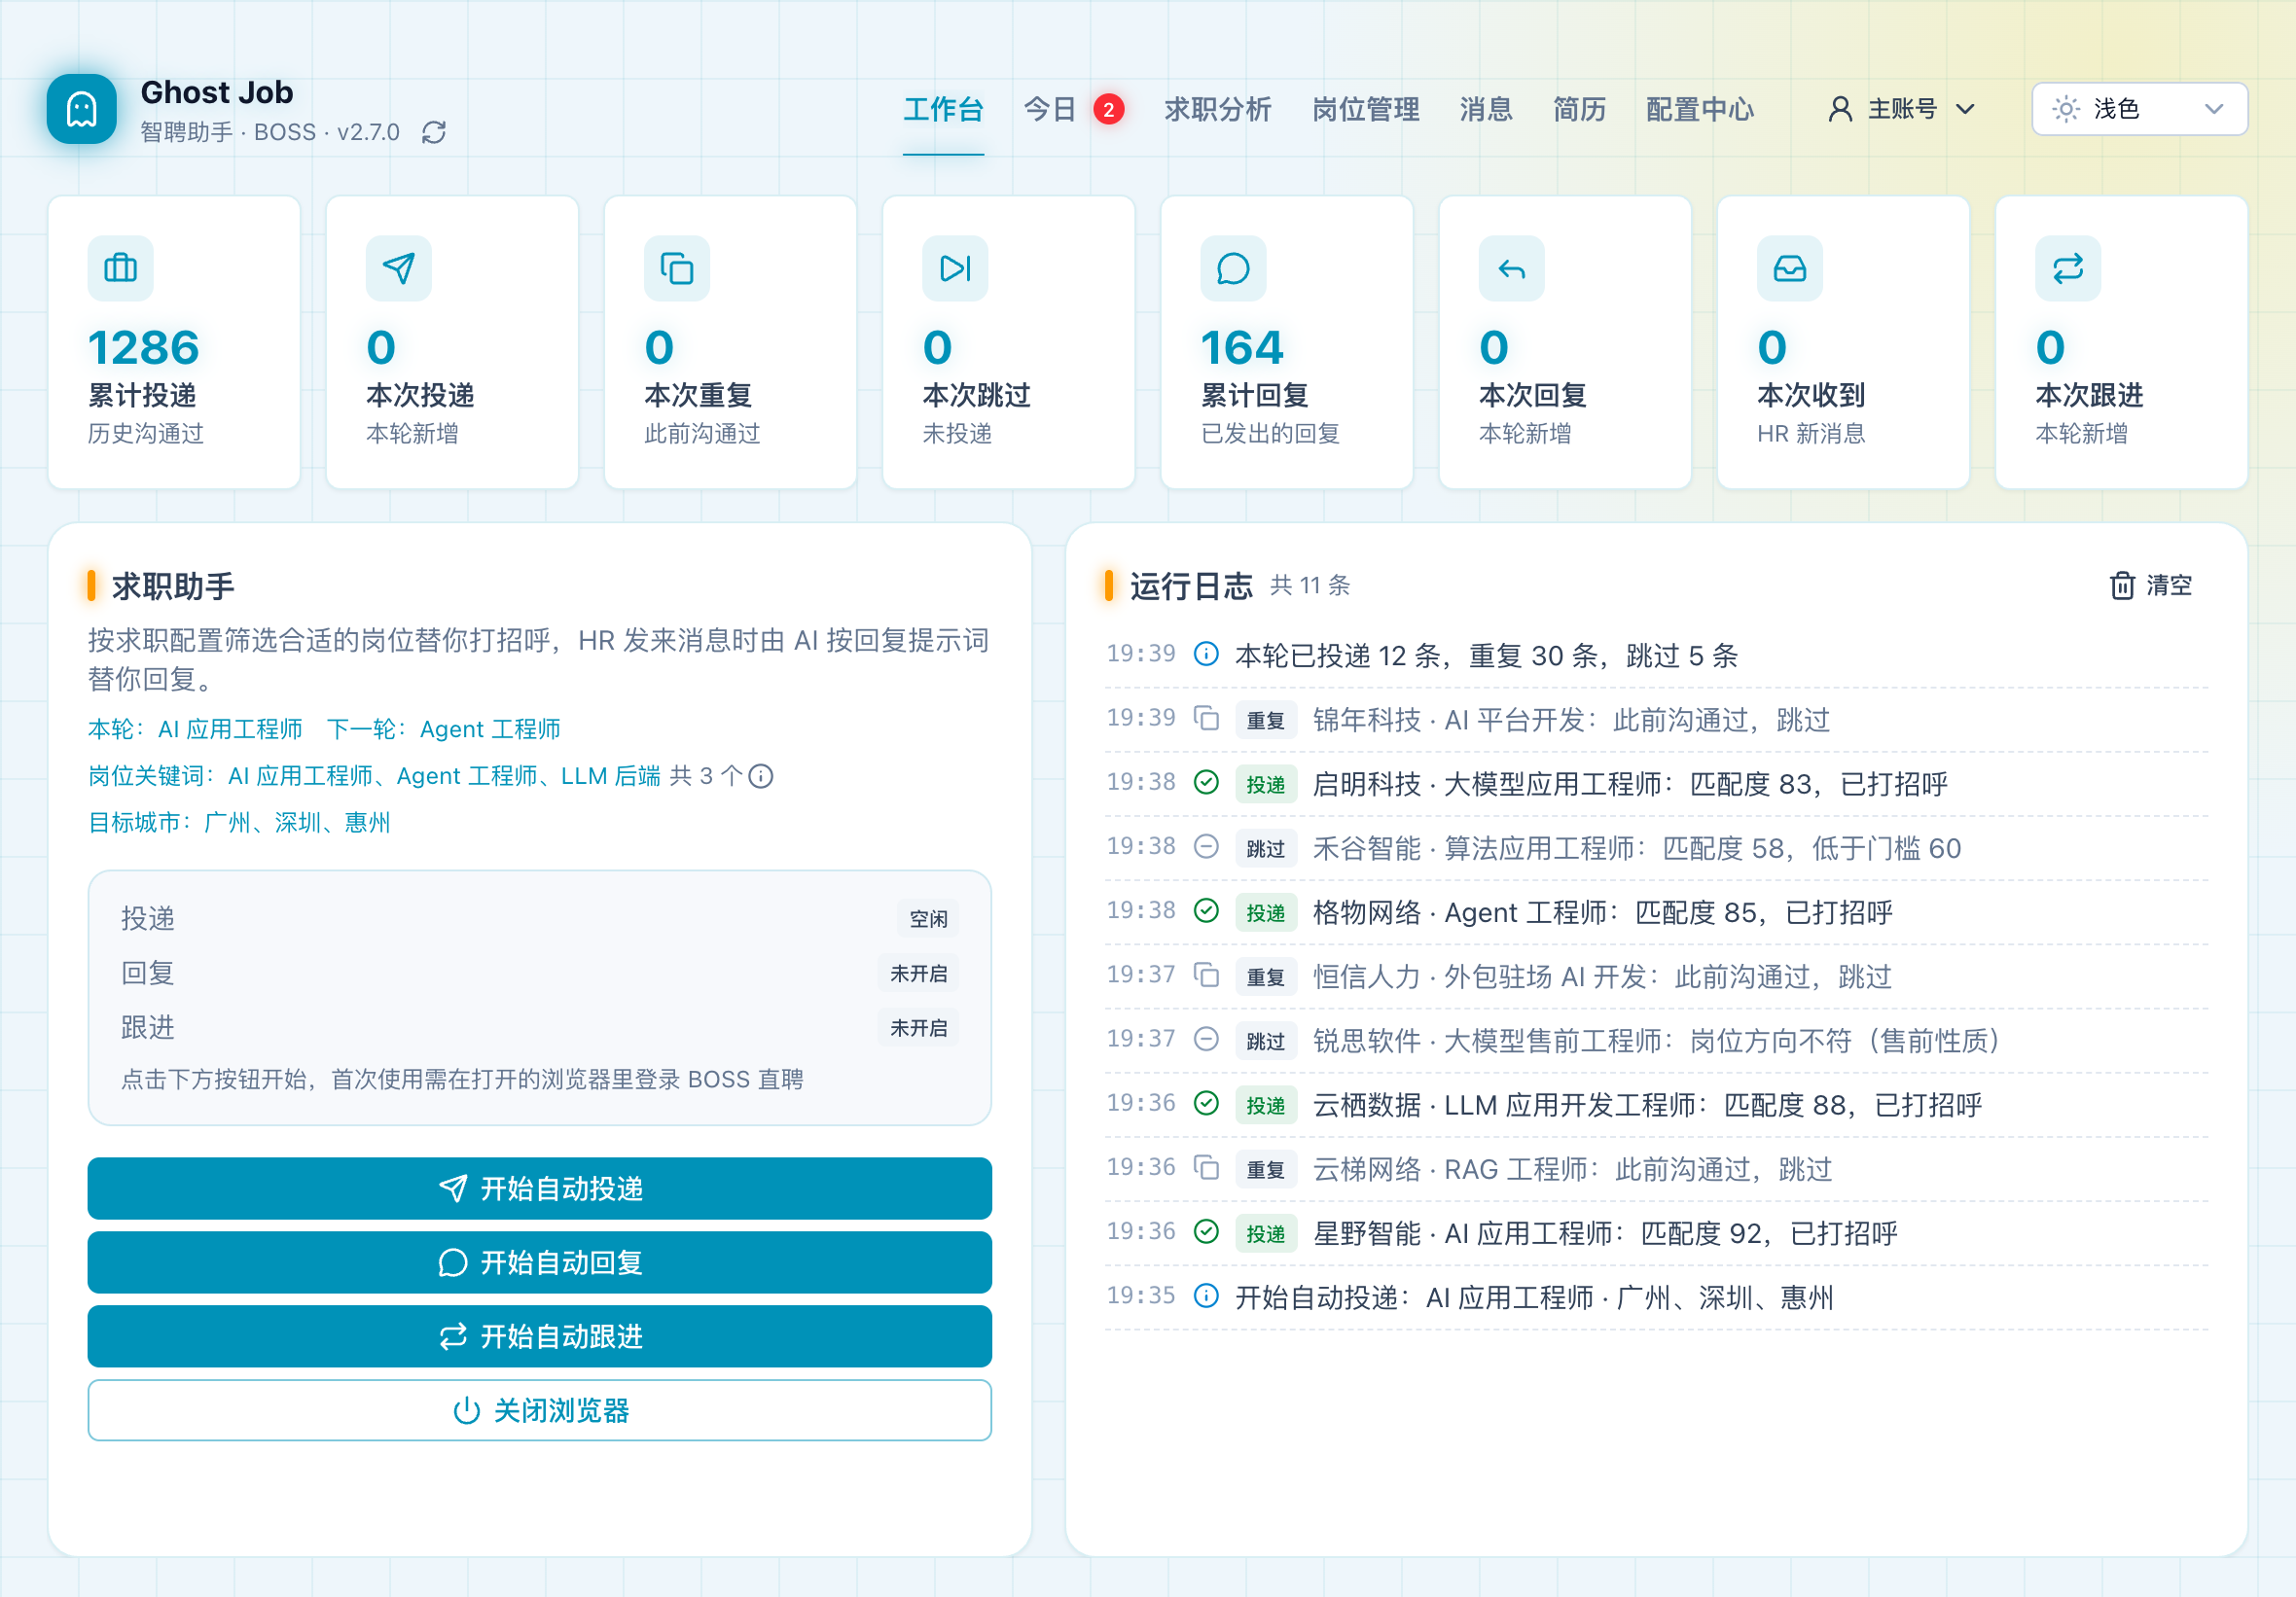 Ghost Job
智聘助手 · BOSS · v2.7.0
工作台 今日 2 求职分析 岗位管理 消息 简历 配置中心 主账号 浅色
1286
累计投递
历史沟通过
0
本次投递
本轮新增
0
本次重复
此前沟通过
0
本次跳过
未投递
164
累计回复
已发出的回复
0
本次回复
本轮新增
0
本次收到
HR 新消息
0
本次跟进
本轮新增
求职助手
按求职配置筛选合适的岗位替你打招呼，HR 发来消息时由 AI 按回复提示词
替你回复。
本轮：AI 应用工程师 下一轮：Agent 工程师
岗位关键词：AI 应用工程师、Agent 工程师、LLM 后端 共 3 个
目标城市：广州、深圳、惠州
投递 空闲
回复 未开启
跟进 未开启
点击下方按钮开始，首次使用需在打开的浏览器里登录 BOSS 直聘
开始自动投递
开始自动回复
开始自动跟进
关闭浏览器
运行日志 共 11 条 清空
19:39 本轮已投递 12 条，重复 30 条，跳过 5 条
19:39 重复 锦年科技 · AI 平台开发：此前沟通过，跳过
19:38 投递 启明科技 · 大模型应用工程师：匹配度 83，已打招呼
19:38 跳过 禾谷智能 · 算法应用工程师：匹配度 58，低于门槛 60
19:38 投递 格物网络 · Agent 工程师：匹配度 85，已打招呼
19:37 重复 恒信人力 · 外包驻场 AI 开发：此前沟通过，跳过
19:37 跳过 锐思软件 · 大模型售前工程师：岗位方向不符（售前性质）
19:36 投递 云栖数据 · LLM 应用开发工程师：匹配度 88，已打招呼
19:36 重复 云梯网络 · RAG 工程师：此前沟通过，跳过
19:36 投递 星野智能 · AI 应用工程师：匹配度 92，已打招呼
19:35 开始自动投递：AI 应用工程师 · 广州、深圳、惠州